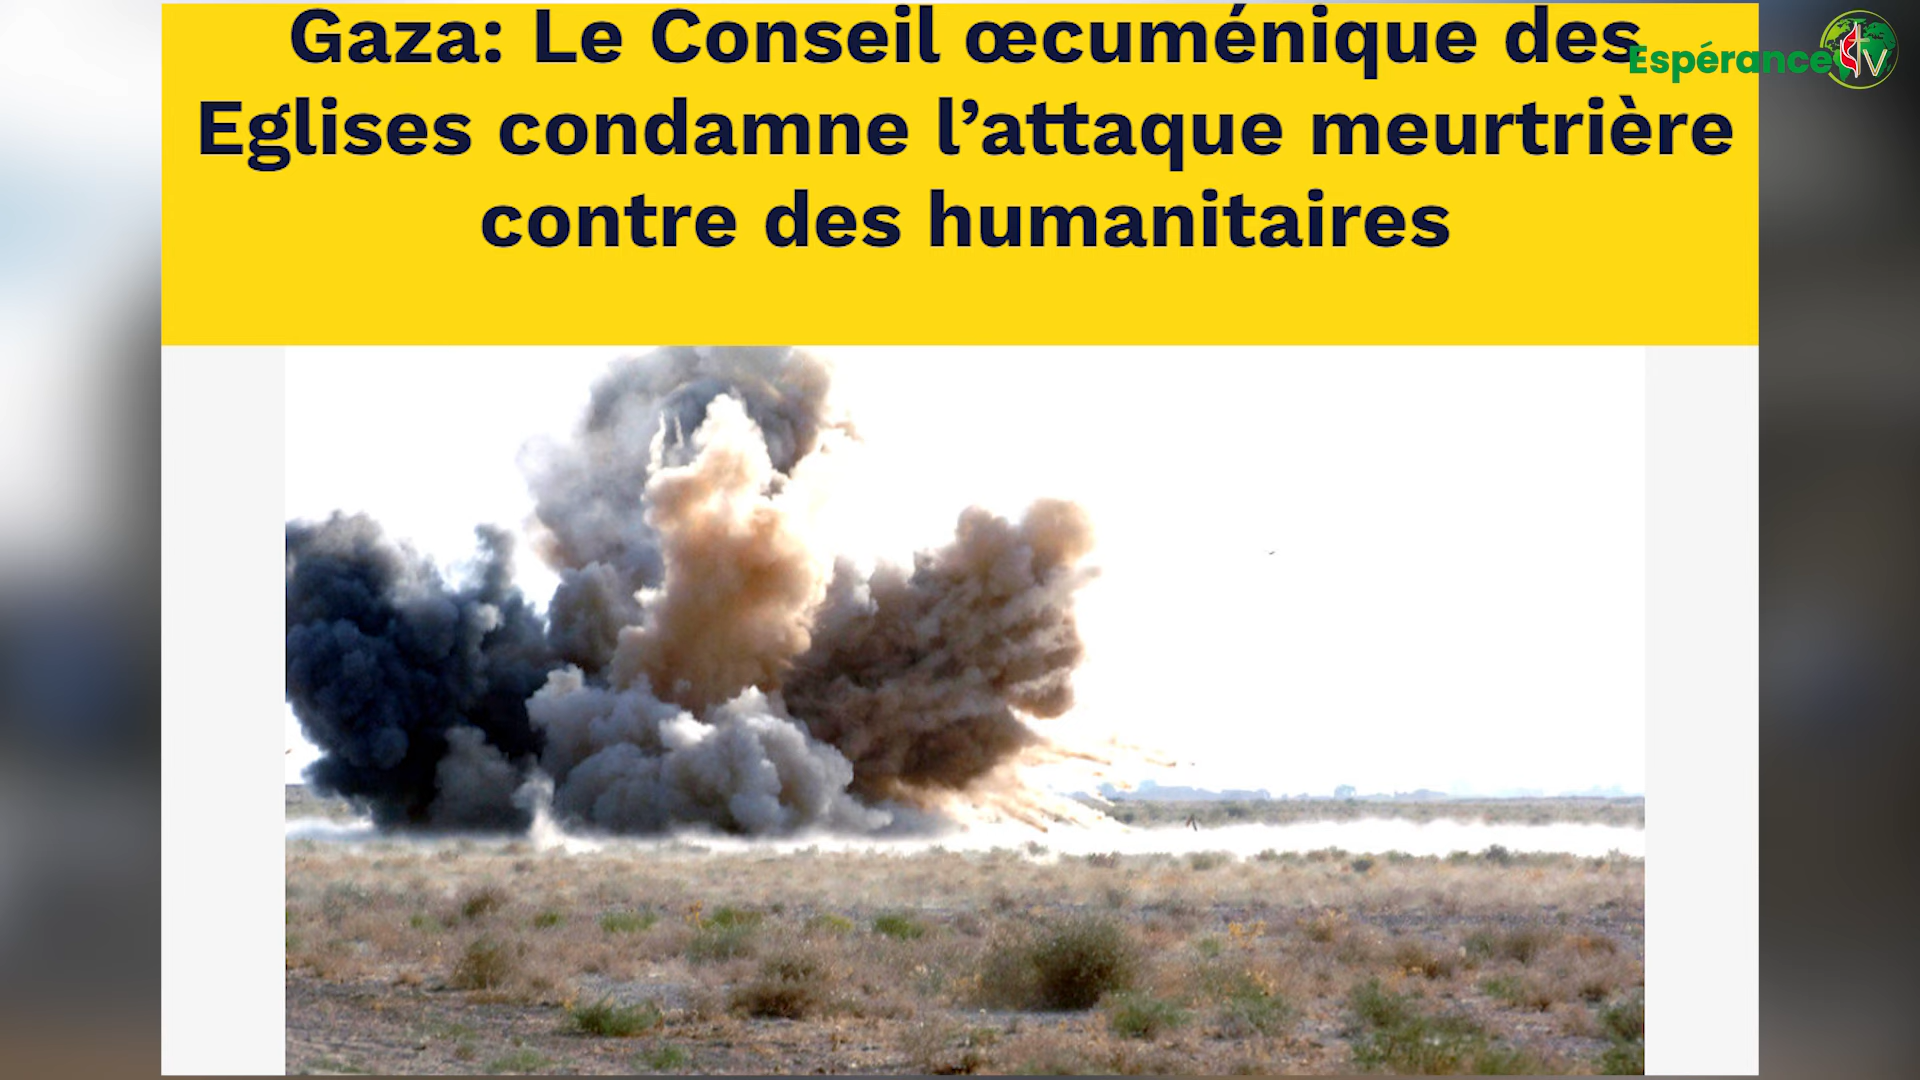 Gaza: Le Conseil œcuménique des
Espérance TV
Eglises condamne l’attaque meurtrière
contre des humanitaires